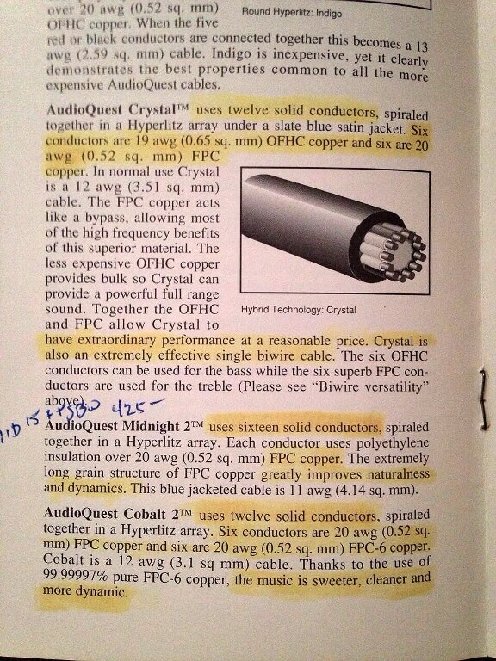 over 20 awg (0.52 sq. mm)
OFHC copper. When the five
Round Hyperlitz: Indigo
red or black conductors are connected together this becomes a 13
awg (2.59 sq. mm) cable. Indigo is inexpensive, yet it clearly
demonstrates the best properties common to all the more
expensive AudioQuest cables.
AudioQuest Crystal™ uses twelve solid conductors, spiraled
together in a Hyperlitz array under a slate blue satin jacket. Six
conductors are 19 awg (0.65 sq. mm) OFHC copper and six are 20
awg (0.52 sq. mm) FPC
copper. In normal use Crystal
is a 12 awg (3.51 sq. mm)
cable. The FPC copper acts
like a bypass, allowing most
of the high frequency benefits
of this superior material. The
less expensive OFHC copper
provides bulk so Crystal can
provide a powerful full range
sound. Together the OFHC
and FPC allow Crystal to
Hybrid Technology: Crystal
have extraordinary performance at a reasonable price. Crystal is
also an extremely effective single biwire cable. The six OFHC
conductors can be used for the bass while the six superb FPC con-
ductors are used for the treble (Please see "Biwire versatility"
above).
425-
AudioQuest Midnight 2™ uses sixteen solid conductors, spiraled
together in a Hyperlitz array. Each conductor uses polyethylene
insulation over 20 awg (0.52 sq. mm) FPC copper. The extremely
long grain structure of FPC copper greatly improves naturalness
and dynamics. This blue jacketed cable is 11 awg (4.14 sq. mm).
AudioQuest Cobalt 2™ uses twelve solid conductors, spiraled
together in a Hyperlitz array. Six conductors are 20 awg (0.52 sq.
mm) FPC copper and six are 20 awg (0.52 sq. mm) FPC-6 copper.
Cobalt is a 12 awg (3.1 sq mm) cable. Thanks to the use of
99.99997% pure FPC-6 copper, the music is sweeter, cleaner and
more dynamic.